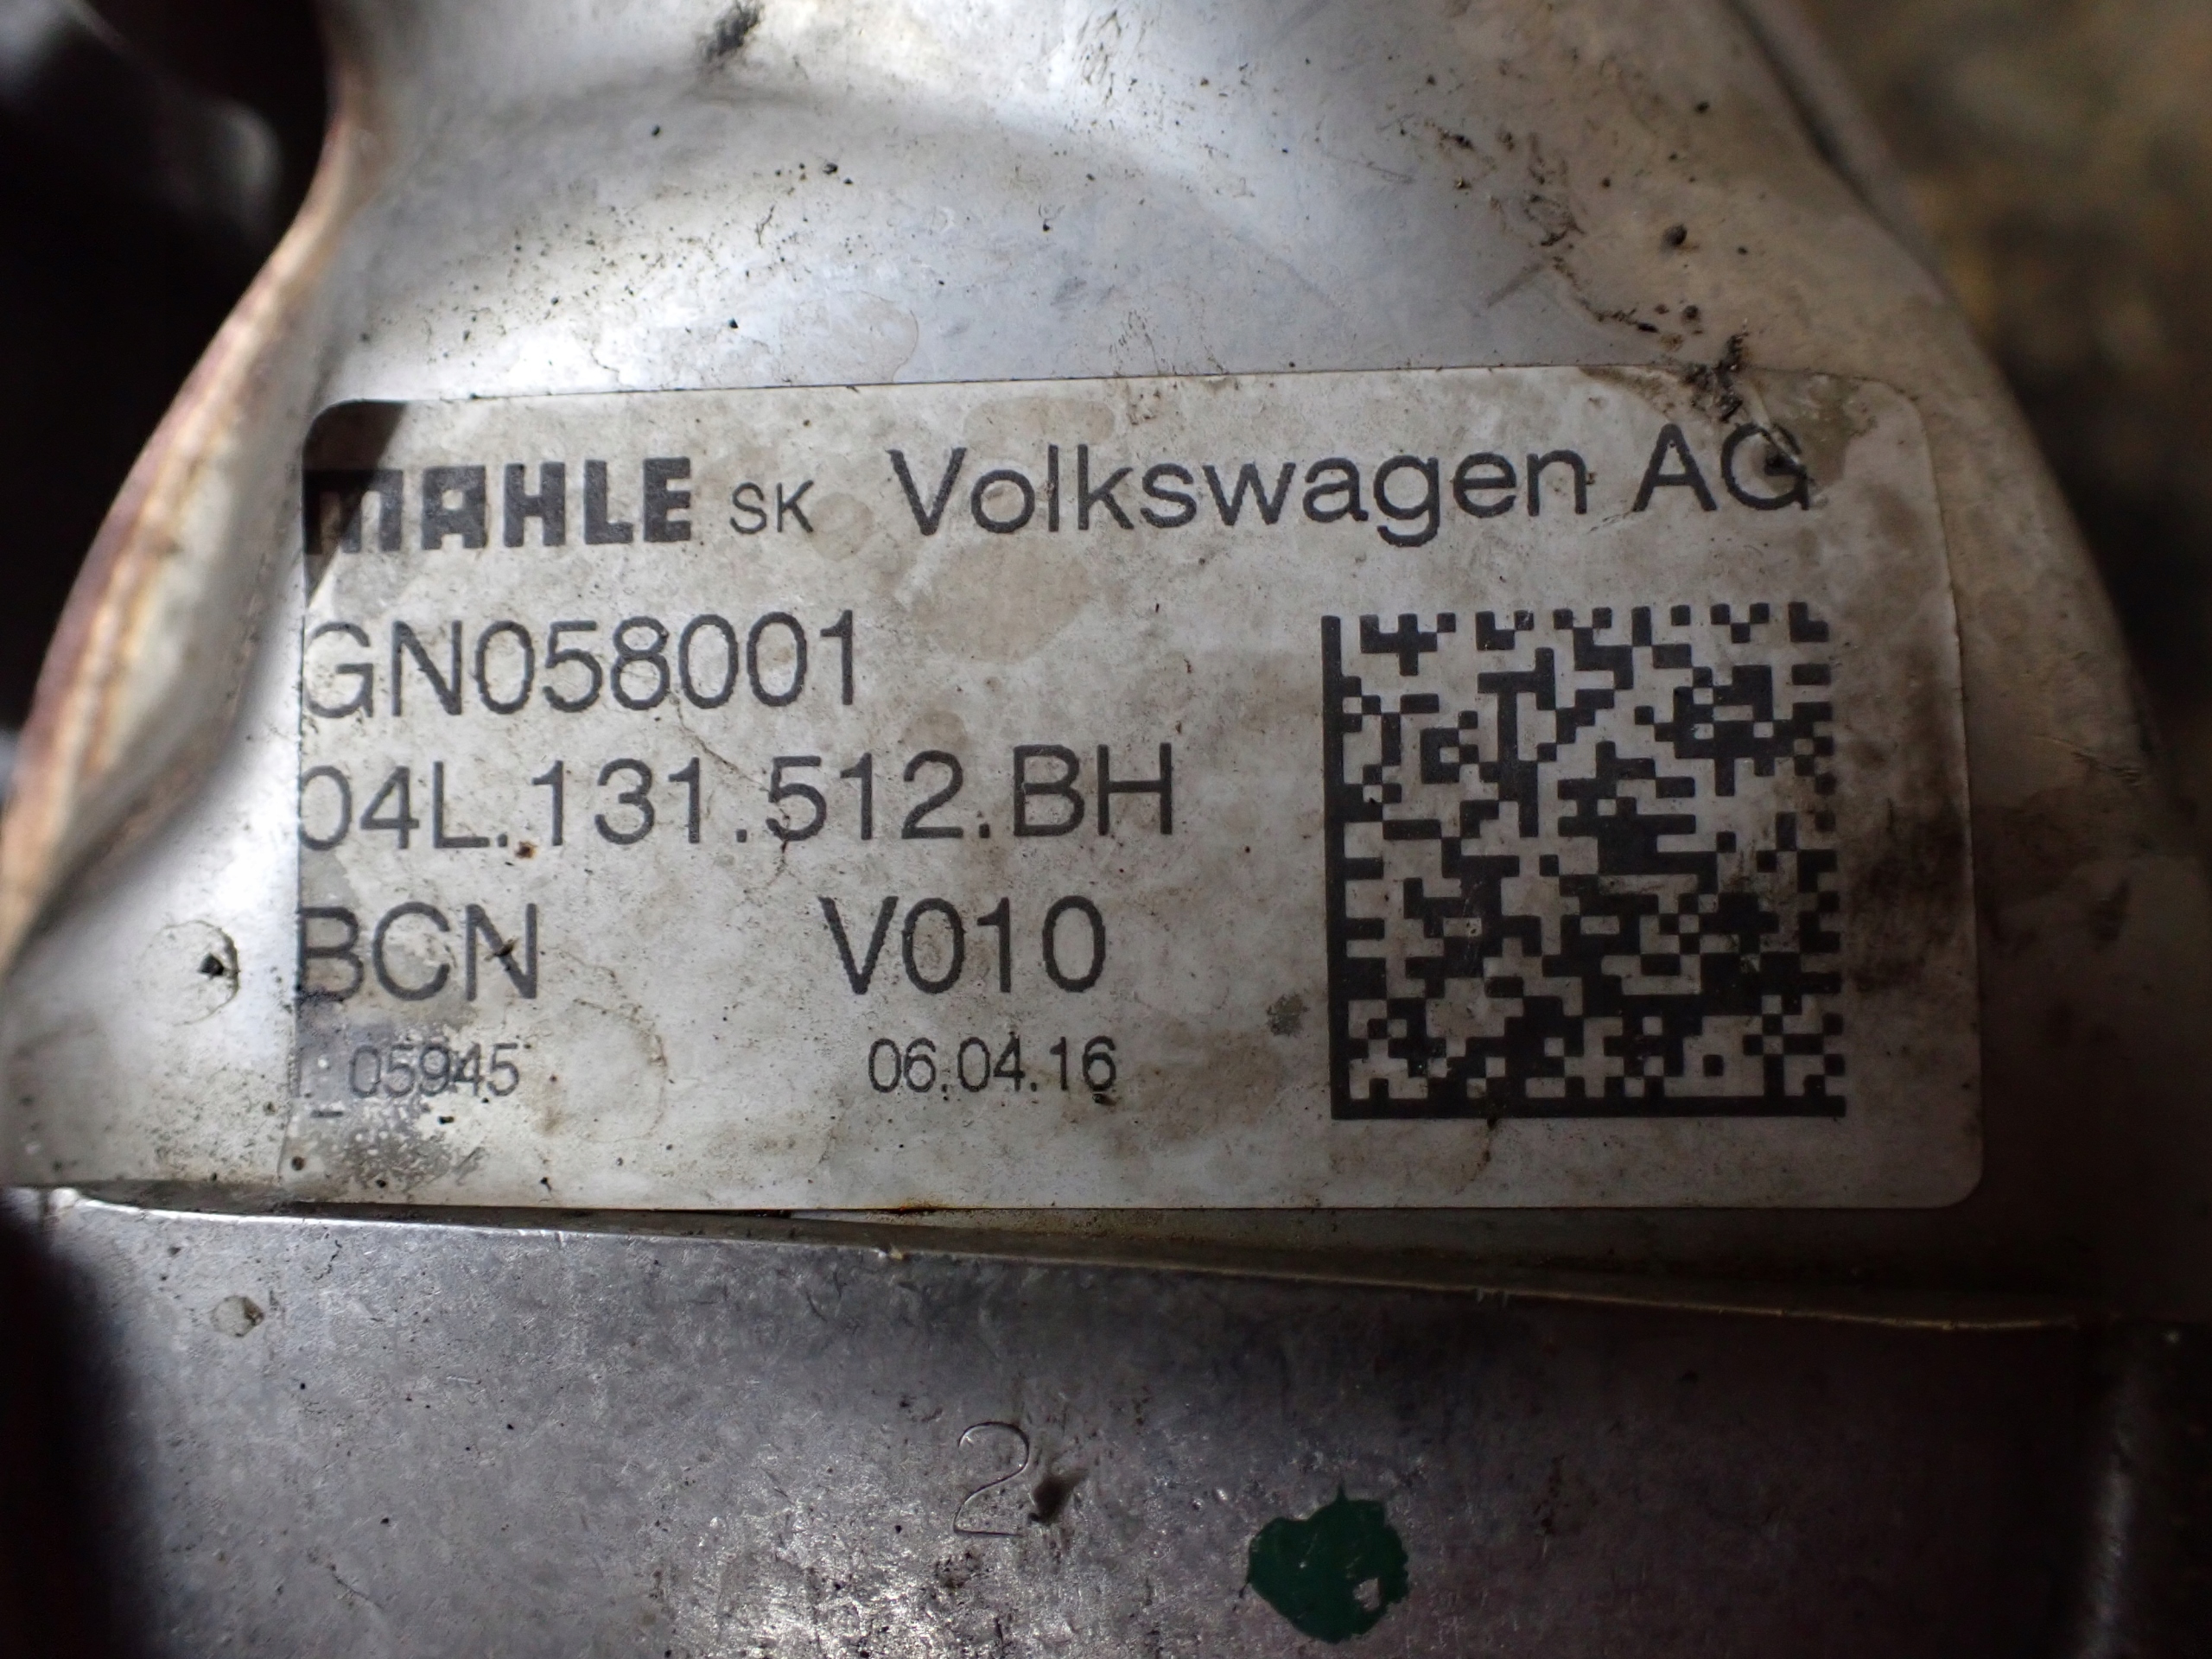 MAHLE SK Volkswagen AG
GN058001
04L.131.512.BH
BCN V010
05945 06.04.16
2